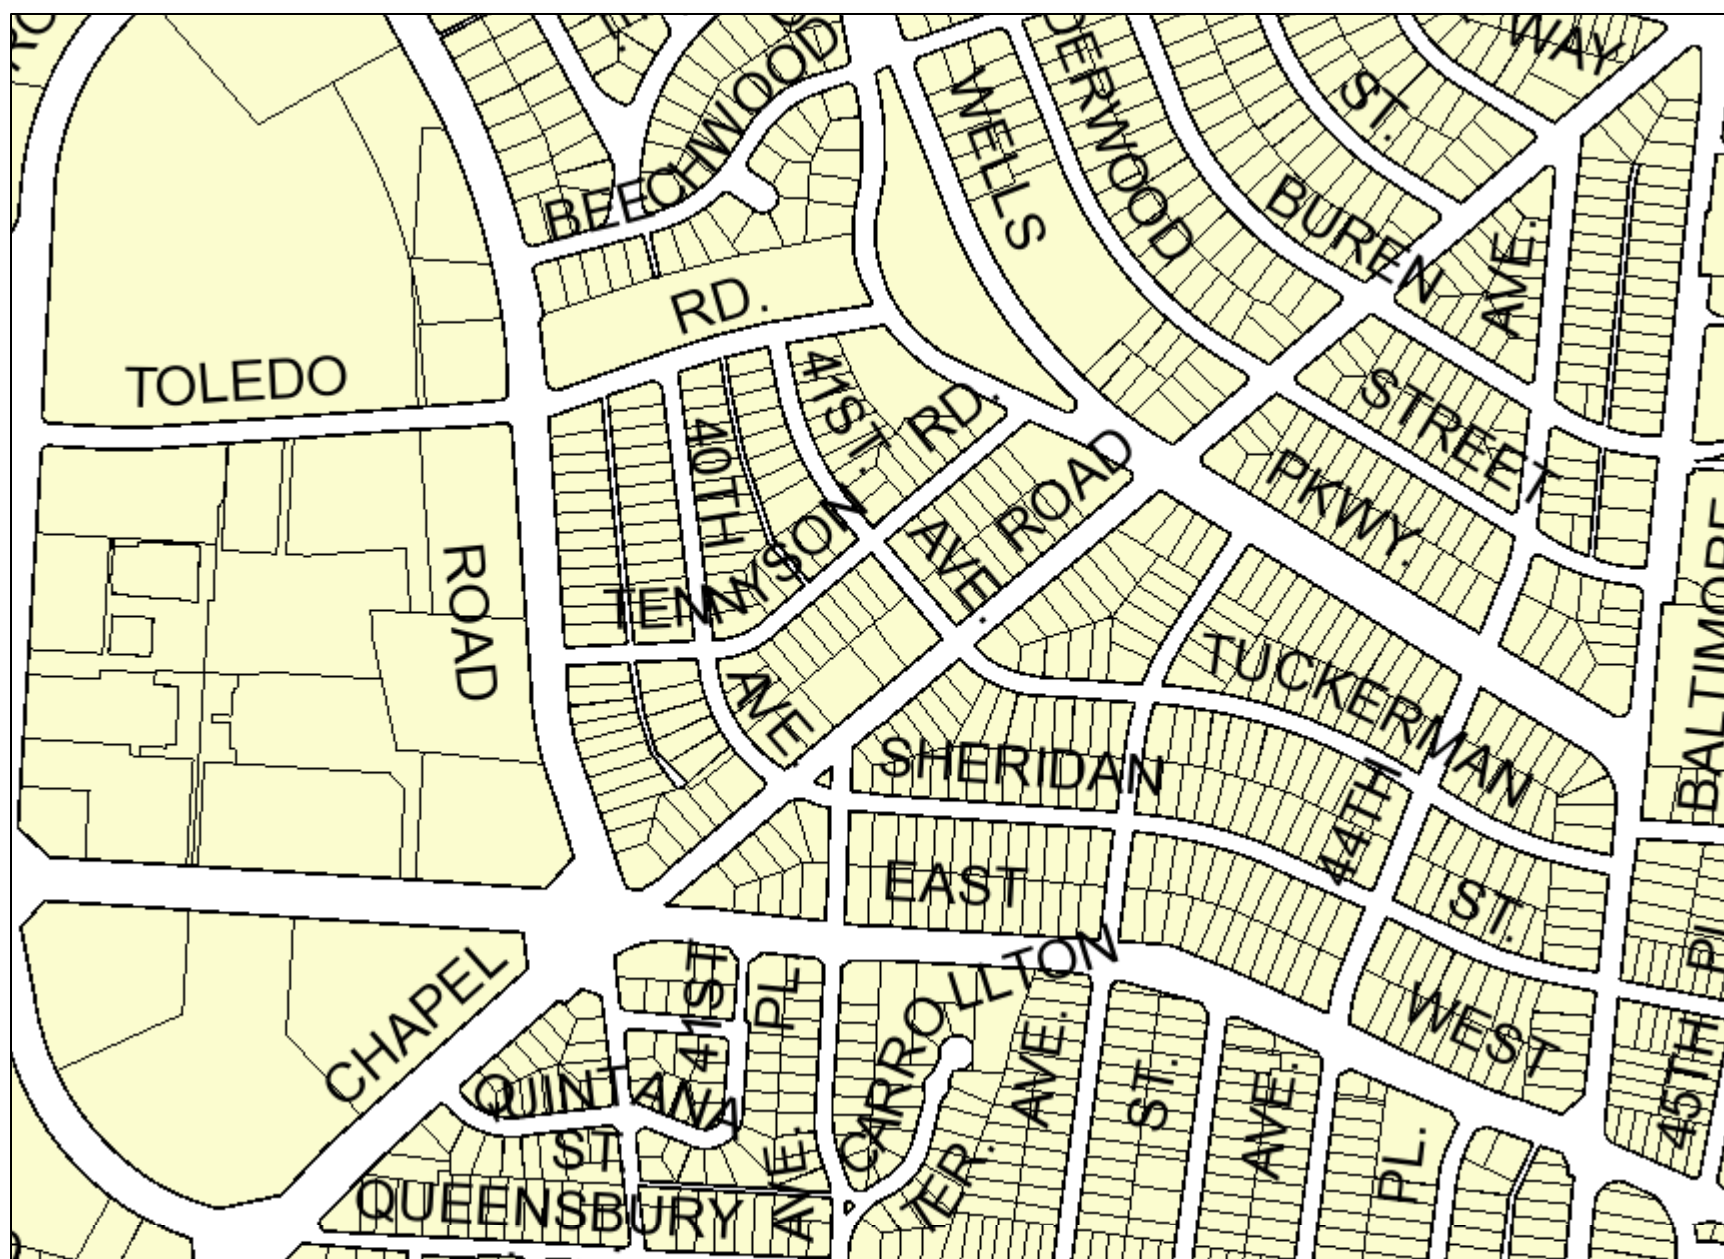 WAY
ST.
BEECHWOOD
WELLS
BUREN
AVE.
RD.
TOLEDO
41ST.
RD.
STREET
40TH
ROAD
PKWY.
TENNYSON
AVE.
ROAD
AVE
TUCKERMAN
BALTIMORE
SHERIDAN
44TH
EAST
ST.
CHAPEL
41ST
PL
CARROLLTON
WEST
QUINTANA
ST
AVE.
ST.
AVE.
PL.
45TH
QUEENSBURY
AVE.
TER.